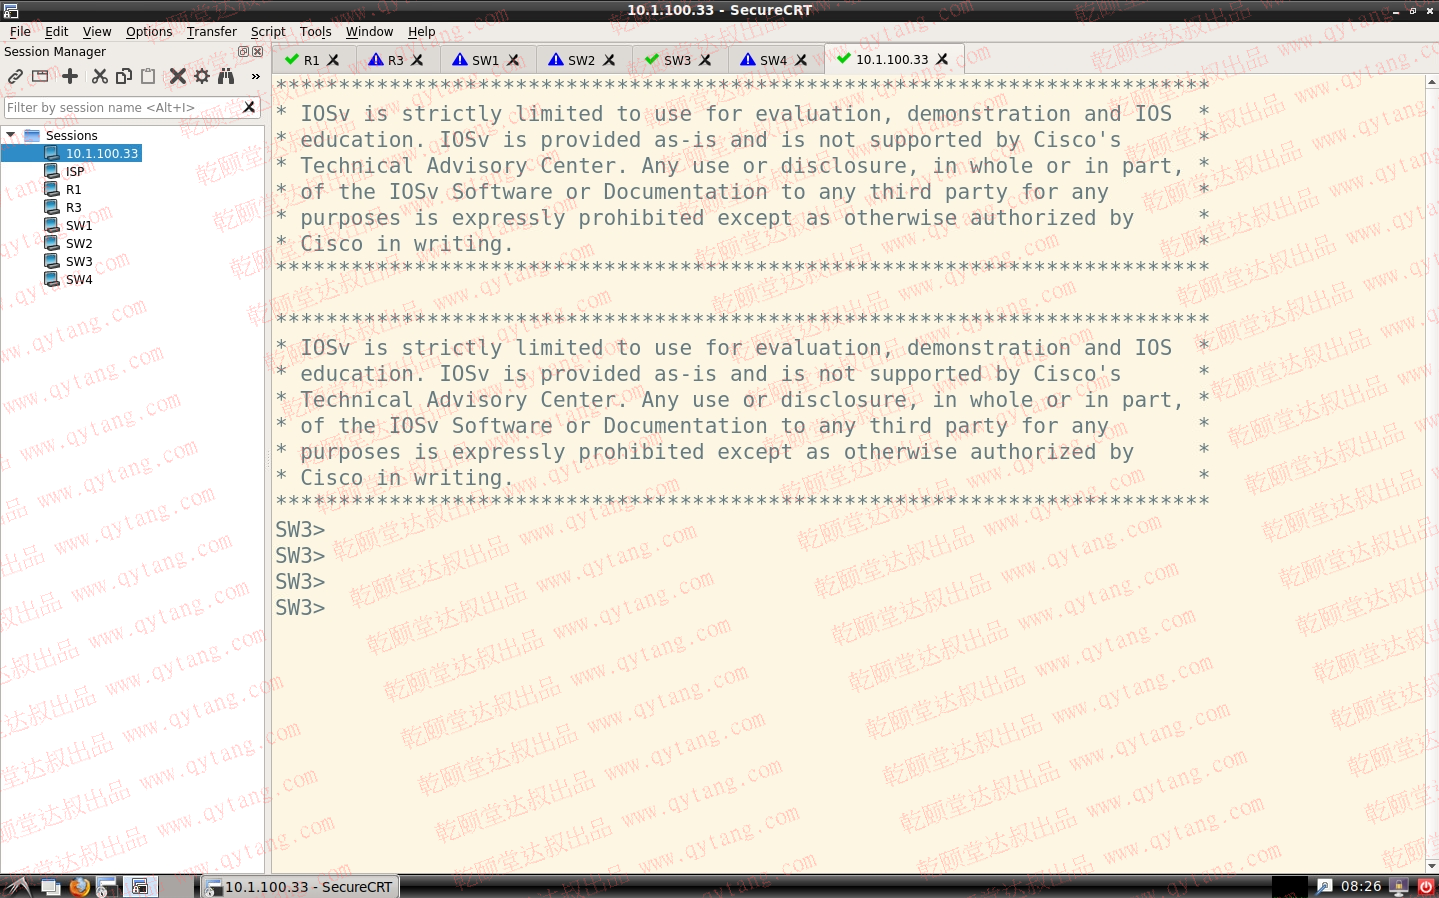 10.1.100.33 - SecureCRT
File Edit View Options Transfer Script Tools Window Help
Session Manager
R1 R3 SW1 SW2 SW3 SW4 10.1.100.33
»
Filter by session name <Alt+I>
Sessions
10.1.100.33
ISP
R1
R3
SW1
SW2
SW3
SW4
**************************************************************************
* IOSv is strictly limited to use for evaluation, demonstration and IOS  *
* education. IOSv is provided as-is and is not supported by Cisco's      *
* Technical Advisory Center. Any use or disclosure, in whole or in part, *
* of the IOSv Software or Documentation to any third party for any       *
* purposes is expressly prohibited except as otherwise authorized by     *
* Cisco in writing.                                                      *
**************************************************************************
**************************************************************************
* IOSv is strictly limited to use for evaluation, demonstration and IOS  *
* education. IOSv is provided as-is and is not supported by Cisco's      *
* Technical Advisory Center. Any use or disclosure, in whole or in part, *
* of the IOSv Software or Documentation to any third party for any       *
* purposes is expressly prohibited except as otherwise authorized by     *
* Cisco in writing.                                                      *
**************************************************************************
SW3>
SW3>
SW3>
SW3>
10.1.100.33 - SecureCRT
08:26
乾颐堂达叔出品 www.qytang.com